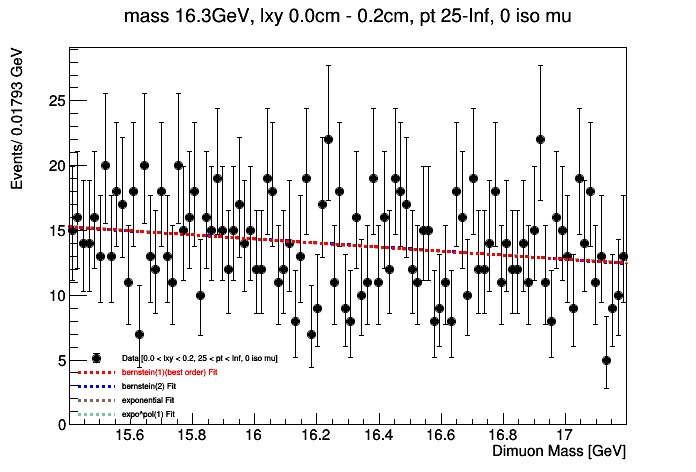 mass 16.3GeV, lxy 0.0cm - 0.2cm, pt 25-Inf, 0 iso mu
Events/ 0.01793 GeV
25
20
15
10
5
0
Data [0.0 < lxy < 0.2, 25 < pt < Inf, 0 iso mu]
bernstein(1)(best order) Fit
bernstein(2) Fit
exponential Fit
expo*pol(1) Fit
15.6 15.8 16 16.2 16.4 16.6 16.8 17
Dimuon Mass [GeV]